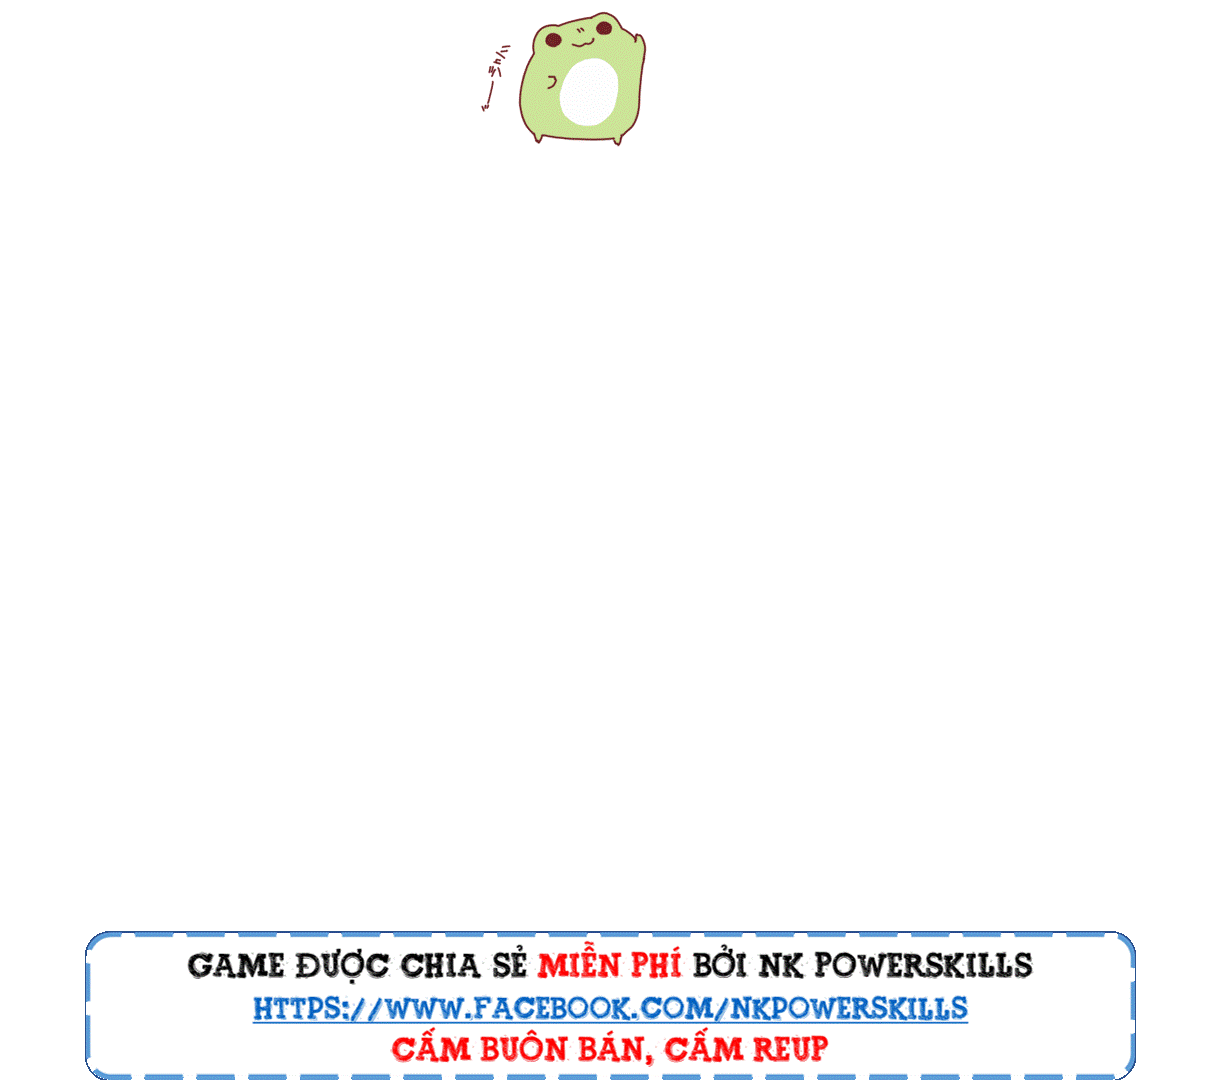 GAME ĐƯỢC CHIA SẺ MIỄN PHÍ BỞI NK POWERSKILLS
HTTPS://WWW.FACEBOOK.COM/NKPOWERSKILLS
CẤM BUÔN BÁN, CẤM REUP